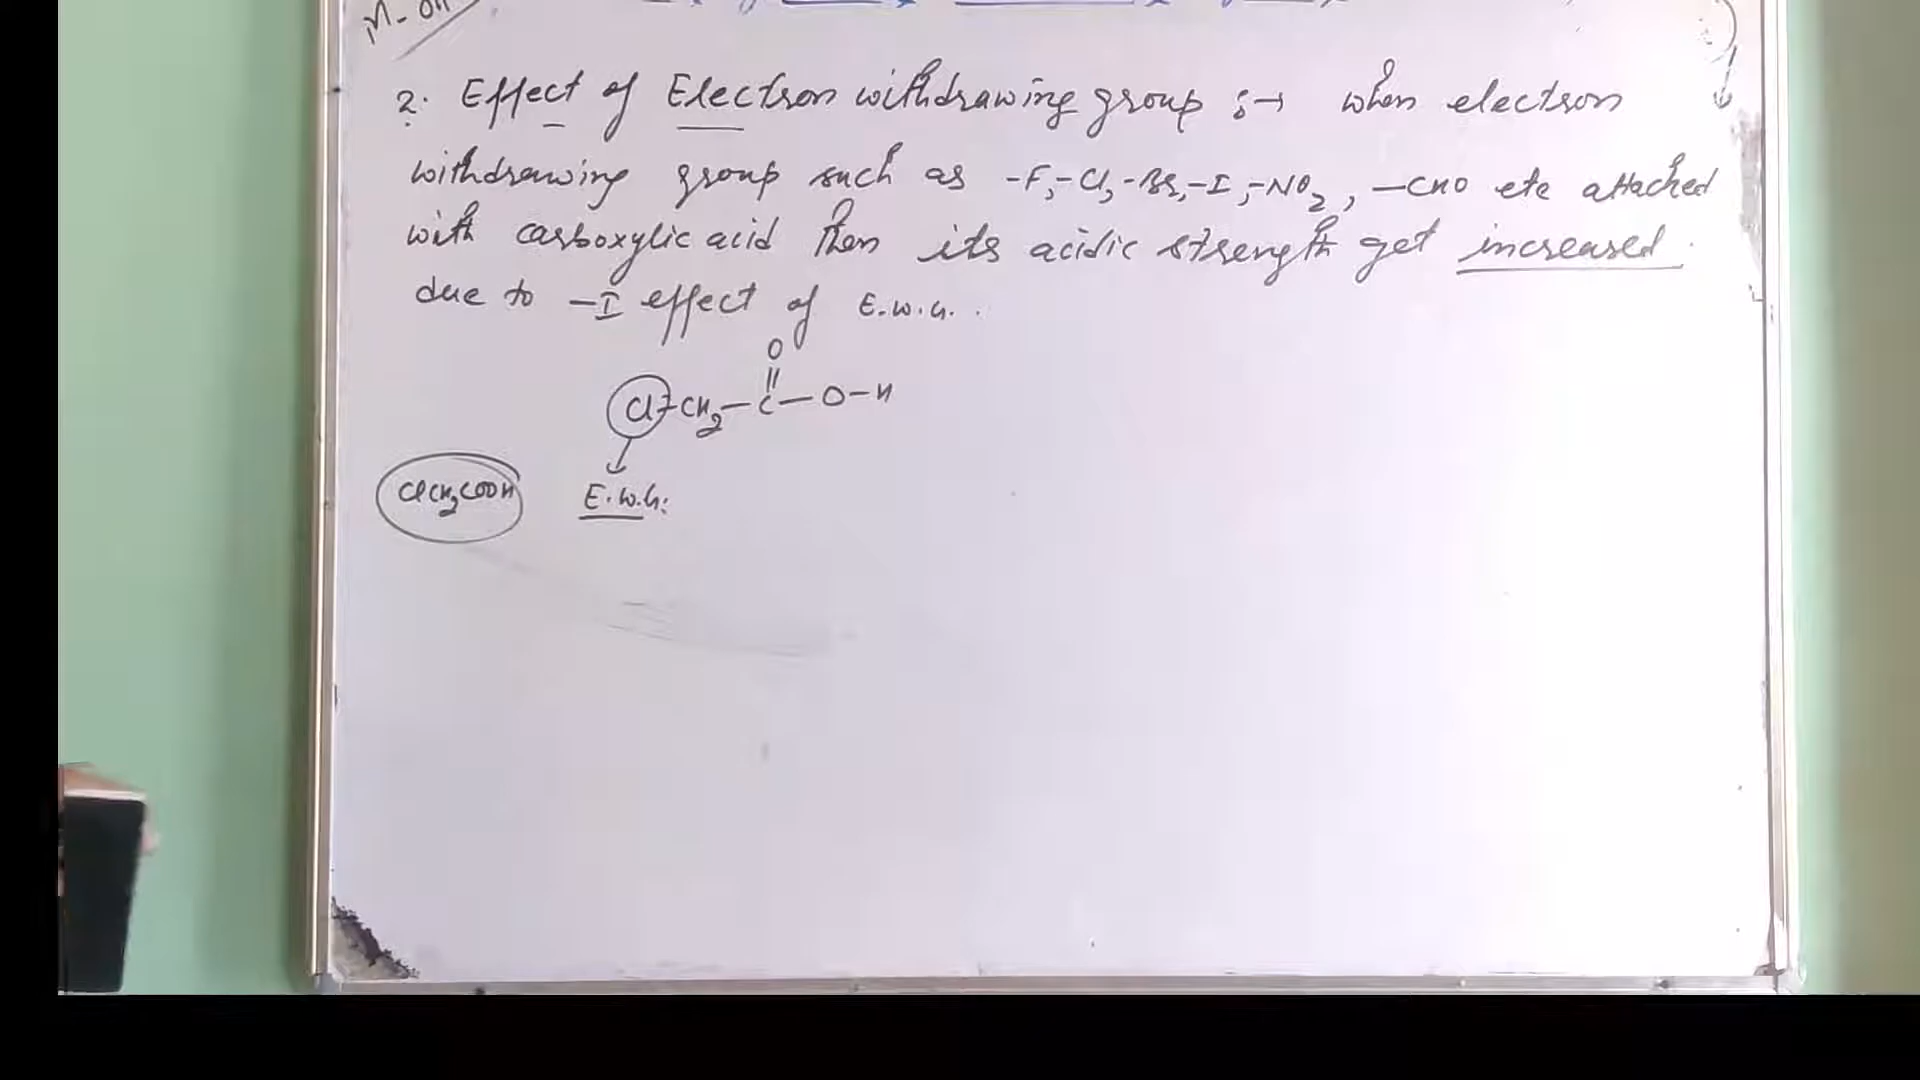 2. Effect of Electron withdrawing group :→ when electron
withdrawing group such as -F, -Cl, -Br, -I, -NO2, -CHO etc attached
with carboxylic acid then its acidic strength get increased.
due to -I effect of E.W.G.
O
||
Cl-CH2-C-O-H
ClCH2COOH E.W.G.